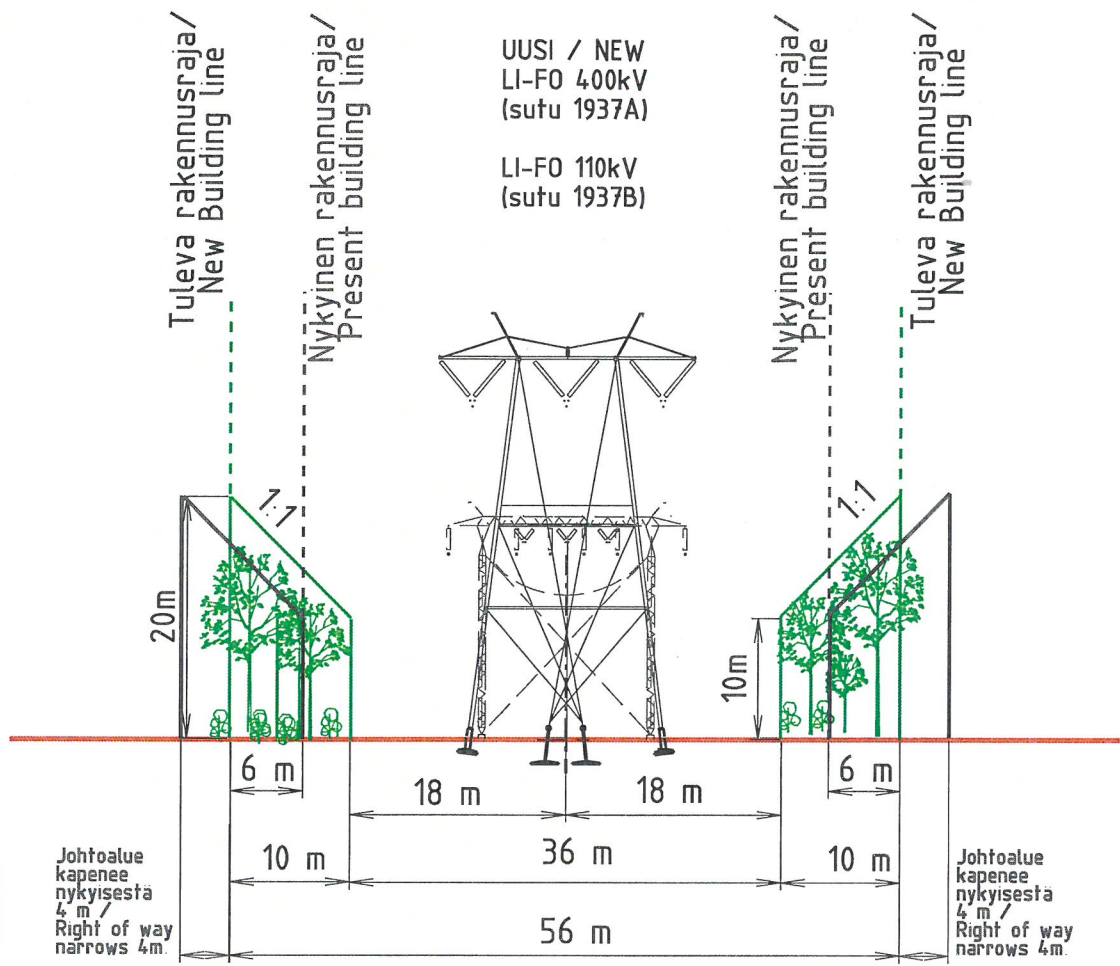 Tuleva rakennusraja/
New Building line
Nykyinen rakennusraja/
Present building line
UUSI / NEW
LI-FO 400kV
(sutu 1937A)
LI-FO 110kV
(sutu 1937B)
Nykyinen rakennusraja/
Present building line
Tuleva rakennusraja/
New Building line
1:1
1:1
20m
10m
6 m
6 m
18 m
18 m
10 m
36 m
10 m
56 m
Johtoalue
kapenee
nykyisestä
4 m /
Right of way
narrows 4m.
Johtoalue
kapenee
nykyisestä
4 m /
Right of way
narrows 4m.